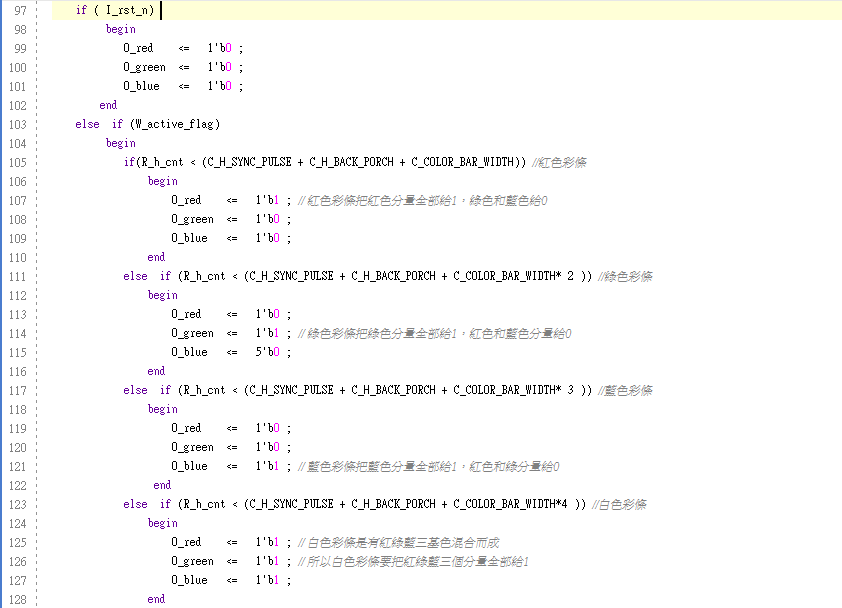 97 if ( I_rst_n)
98 begin
99 O_red <= 1'b0 ;
100 O_green <= 1'b0 ;
101 O_blue <= 1'b0 ;
102 end
103 else if (W_active_flag)
104 begin
105 if(R_h_cnt < (C_H_SYNC_PULSE + C_H_BACK_PORCH + C_COLOR_BAR_WIDTH)) //紅色彩條
106 begin
107 O_red <= 1'b1 ; //紅色彩條把紅色分量全部給1，綠色和藍色給0
108 O_green <= 1'b0 ;
109 O_blue <= 1'b0 ;
110 end
111 else if (R_h_cnt < (C_H_SYNC_PULSE + C_H_BACK_PORCH + C_COLOR_BAR_WIDTH* 2 )) //綠色彩條
112 begin
113 O_red <= 1'b0 ;
114 O_green <= 1'b1 ; //綠色彩條把綠色分量全部給1，紅色和藍色分量給0
115 O_blue <= 5'b0 ;
116 end
117 else if (R_h_cnt < (C_H_SYNC_PULSE + C_H_BACK_PORCH + C_COLOR_BAR_WIDTH* 3 )) //藍色彩條
118 begin
119 O_red <= 1'b0 ;
120 O_green <= 1'b0 ;
121 O_blue <= 1'b1 ; //藍色彩條把藍色分量全部給1，紅色和綠分量給0
122 end
123 else if (R_h_cnt < (C_H_SYNC_PULSE + C_H_BACK_PORCH + C_COLOR_BAR_WIDTH*4 )) //白色彩條
124 begin
125 O_red <= 1'b1 ; //白色彩條是有紅綠藍三基色混合而成
126 O_green <= 1'b1 ; //所以白色彩條要把紅綠藍三個分量全部給1
127 O_blue <= 1'b1 ;
128 end